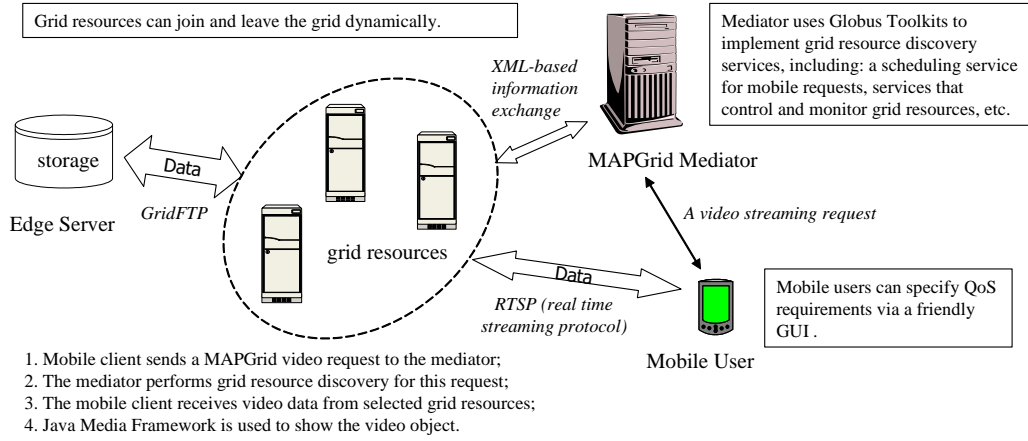 Grid resources can join and leave the grid dynamically.
Mediator uses Globus Toolkits to
implement grid resource discovery
services, including: a scheduling service
for mobile requests, services that
control and monitor grid resources, etc.
XML-based
information
exchange
storage
Data
GridFTP
Edge Server
grid resources
MAPGrid Mediator
A video streaming request
Data
RTSP (real time
streaming protocol)
Mobile User
Mobile users can specify QoS
requirements via a friendly
GUI .
1. Mobile client sends a MAPGrid video request to the mediator;
2. The mediator performs grid resource discovery for this request;
3. The mobile client receives video data from selected grid resources;
4. Java Media Framework is used to show the video object.